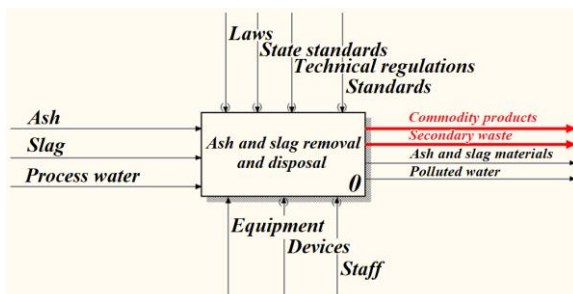 Laws
State standards
Technical regulations
Standards
Ash
Slag
Process water
Ash and slag removal
and disposal
0
Commodity products
Secondary waste
Ash and slag materials
Polluted water
Equipment
Devices
Staff